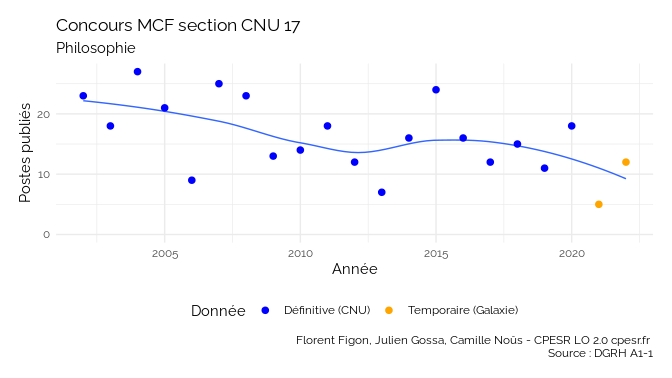 Concours MCF section CNU 17
Philosophie
Postes publiés
20
10
0
2005 2010 2015 2020
Année
Donnée Définitive (CNU) Temporaire (Galaxie)
Florent Figon, Julien Gossa, Camille Noûs - CPESR LO 2.0 cpesr.fr
Source : DGRH A1-1